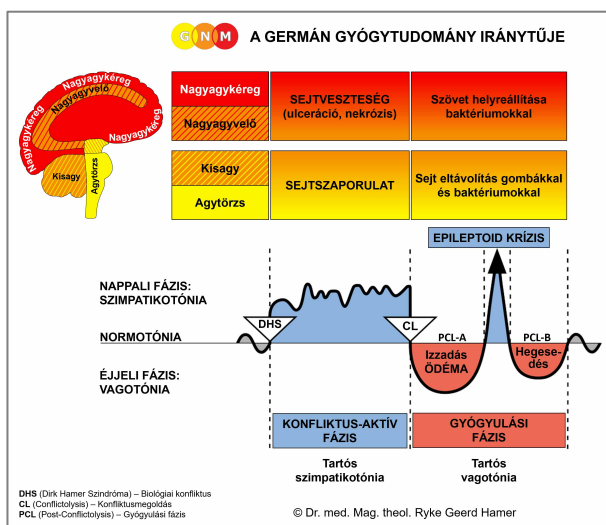 G N M
A GERMÁN GYÓGYTUDOMÁNY IRÁNYTŰJE
Nagyagykéreg
Nagyagyvelő
Nagyagykéreg
Nagyagykéreg
Kisagy
Agytörzs
Nagyagykéreg
Nagyagyvelő
SEJTVESZTESÉG
(ulceráció, nekrózis)
Szövet helyreállítása
baktériumokkal
Kisagy
Agytörzs
SEJTSZAPORULAT
Sejt eltávolítás gombákkal
és baktériumokkal
EPILEPTOID KRÍZIS
NAPPALI FÁZIS:
SZIMPATIKOTÓNIA
DHS
CL
NORMOTÓNIA
PCL-A
PCL-B
Izzadás
ÖDÉMA
Hegese-
dés
ÉJJELI FÁZIS:
VAGOTÓNIA
KONFLIKTUS-AKTÍV
FÁZIS
GYÓGYULÁSI
FÁZIS
Tartós
szimpatikotónia
Tartós
vagotónia
DHS (Dirk Hamer Szindróma) – Biológiai konfliktus
CL (Conflictolysis) – Konfliktusmegoldás
PCL (Post-Conflictolysis) – Gyógyulási fázis
© Dr. med. Mag. theol. Ryke Geerd Hamer